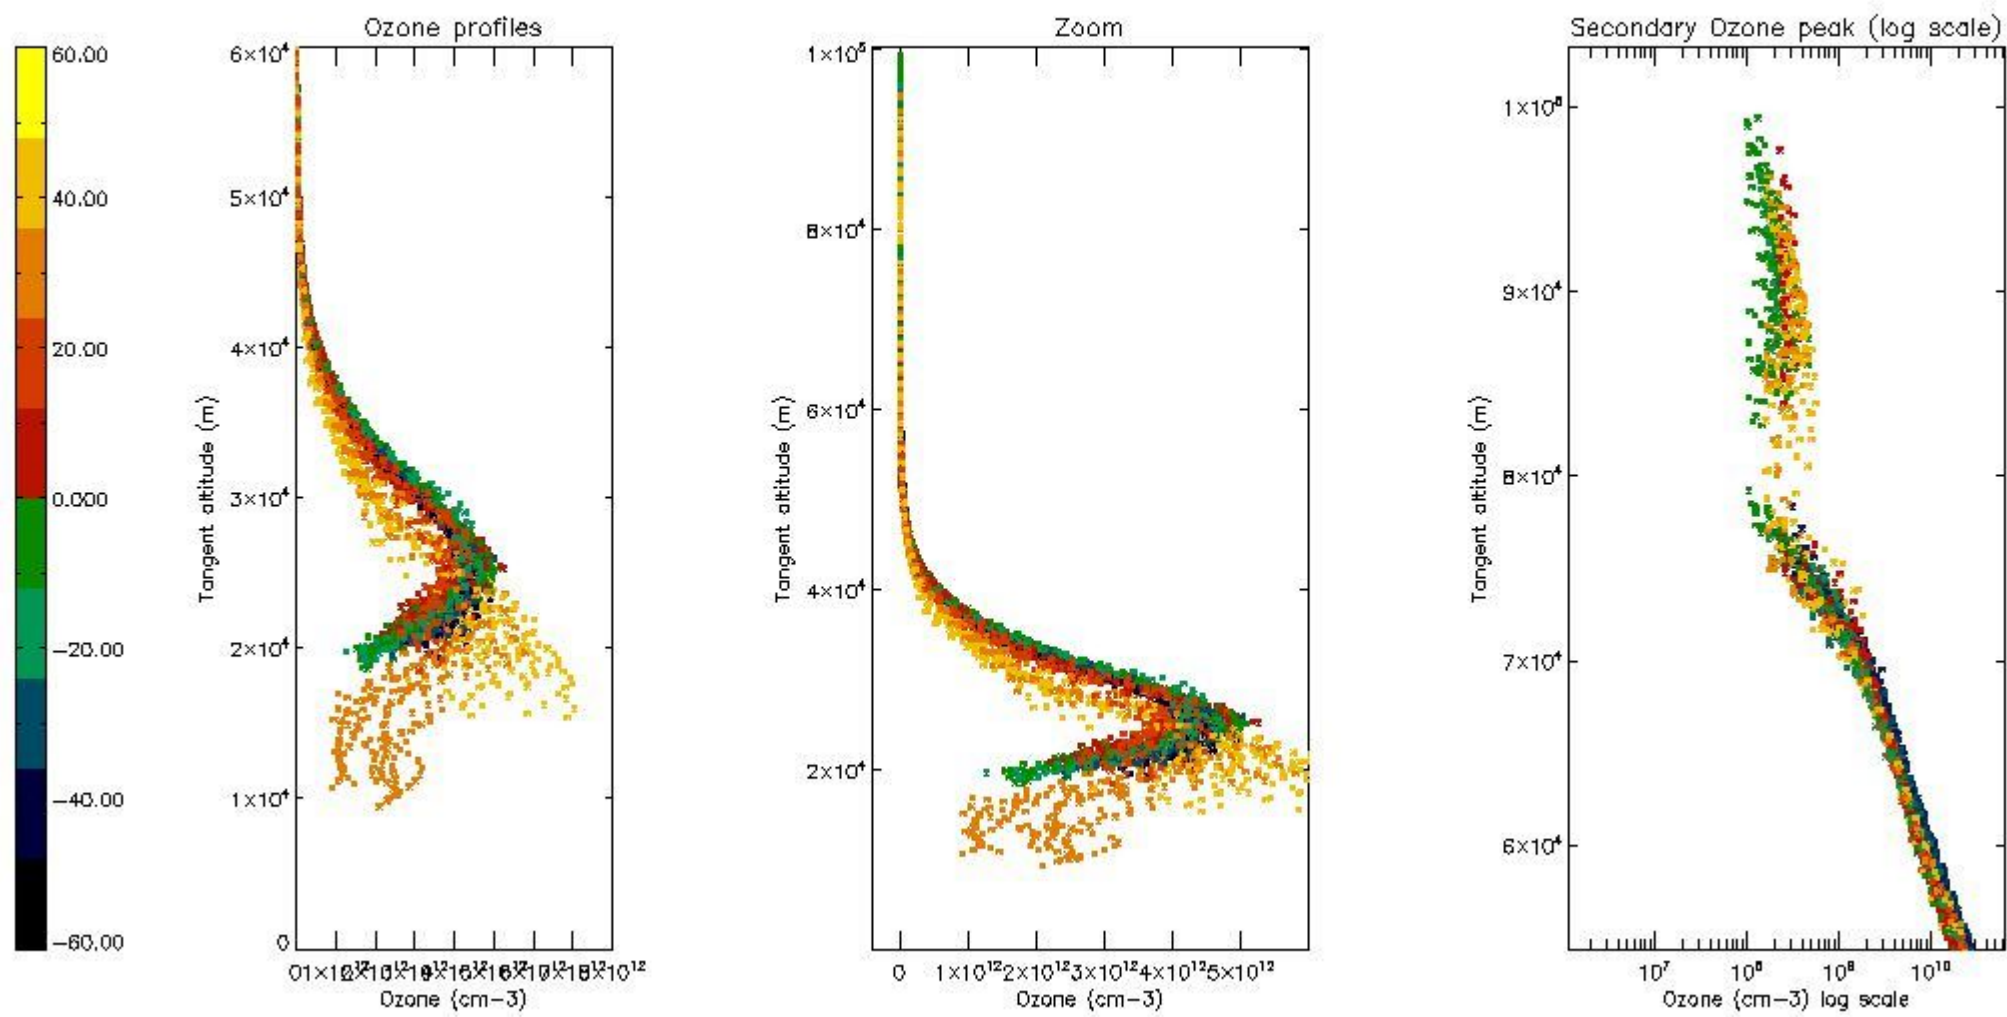 Ozone profiles
Zoom
Secondary Ozone peak (log scale)
60.00
40.00
20.00
0.000
-20.00
-40.00
-60.00
6×10⁴
5×10⁴
4×10⁴
3×10⁴
2×10⁴
1×10⁴
0
Tangent altitude (m)
Ozone (cm-3)
1×10⁵
8×10⁴
6×10⁴
4×10⁴
2×10⁴
Tangent altitude (m)
0 1×10¹² 2×10¹² 3×10¹² 4×10¹² 5×10¹²
Ozone (cm-3)
9×10⁴
8×10⁴
7×10⁴
6×10⁴
Tangent altitude (m)
10⁷ 10⁸ 10⁹ 10¹⁰
Ozone (cm-3) log scale